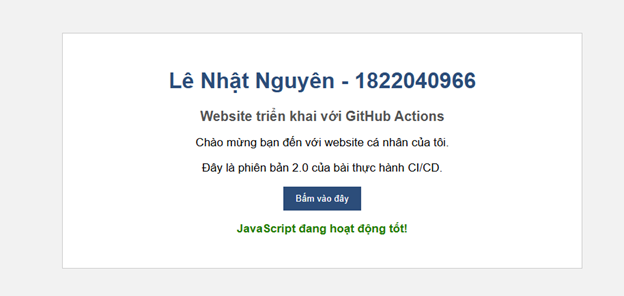 Lê Nhật Nguyên - 1822040966
Website triển khai với GitHub Actions
Chào mừng bạn đến với website cá nhân của tôi.
Đây là phiên bản 2.0 của bài thực hành CI/CD.
Bấm vào đây
JavaScript đang hoạt động tốt!